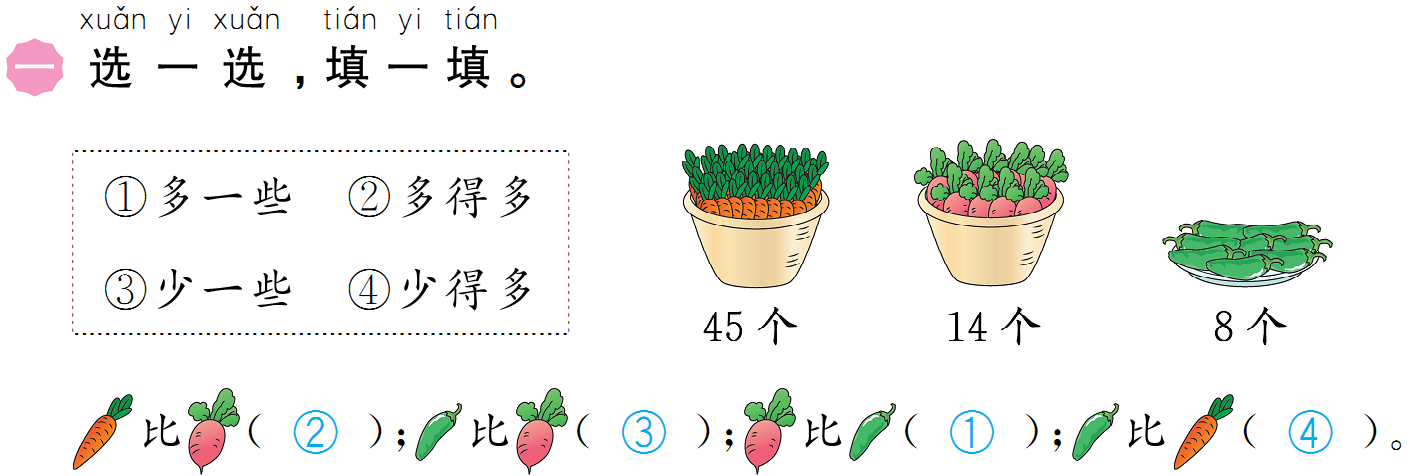 xuǎn yi xuǎn tián yi tián
一 选一选,填一填。
①多一些 ②多得多
③少一些 ④少得多
45个 14个 8个
比(②);比(③);比(①);比(④)。